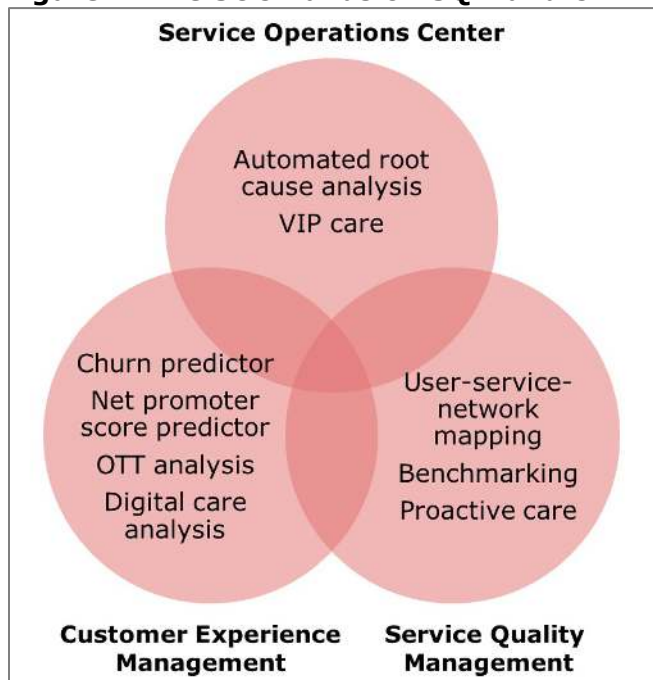 Service Operations Center
Automated root
cause analysis
VIP care
Churn predictor
Net promoter
score predictor
OTT analysis
Digital care
analysis
User-service-
network
mapping
Benchmarking
Proactive care
Customer Experience
Management
Service Quality
Management